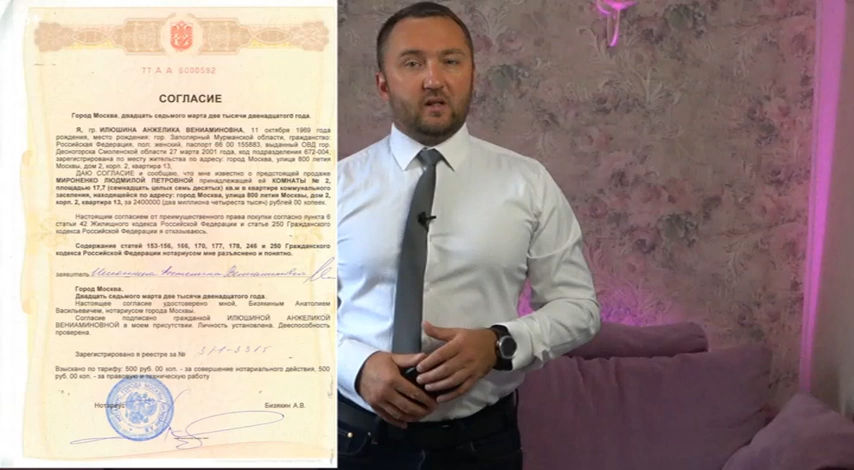 77 А А 6000592
СОГЛАСИЕ
Город Москва. двадцать седьмого марта две тысячи двенадцатого года.
Я, гр. ИЛЮШИНА АНЖЕЛИКА ВЕНИАМИНОВНА, 11 октября 1969 года
рождения, место рождения: гор. Заполярный Мурманской области, гражданство:
Российская Федерация, пол: женский, паспорт 66 00 155883, выданный ОВД гор.
Десногорска Смоленской области 27 марта 2001 года, код подразделения 672-004,
зарегистрирована по месту жительства по адресу: город Москва, улица 800 летия
Москвы, дом 2, корп. 2, квартира 13,
ДАЮ СОГЛАСИЕ и сообщаю, что мне известно о предстоящей продаже
МИРОНЕНКО ЛЮДМИЛОЙ ПЕТРОВНОЙ принадлежащей ей КОМНАТЫ № 2,
площадью 17,7 (семнадцать целых семь десятых) кв.м в квартире коммунального
заселения, находящейся по адресу: город Москва, улица 800 летия Москвы, дом 2,
корп. 2, квартира 13, за 2400000 (два миллиона четыреста тысяч) рублей 00 копеек.
Настоящим согласием от преимущественного права покупки согласно пункта 6
статьи 42 Жилищного кодекса Российской Федерации и статье 250 Гражданского
кодекса Российской Федерации я отказываюсь.
Содержание статей 153-156, 166, 170, 177, 178, 246 и 250 Гражданского
кодекса Российской Федерации нотариусом мне разъяснено и понятно.
заявитель
Город Москва.
Двадцать седьмого марта две тысячи двенадцатого года.
Настоящее согласие удостоверено мной, Бизякиным Анатолием
Васильевичем, нотариусом города Москвы.
Согласие подписано гражданкой ИЛЮШИНОЙ АНЖЕЛИКОЙ
ВЕНИАМИНОВНОЙ в моем присутствии. Личность установлена. Дееспособность
проверена.
Зарегистрировано в реестре за №
Взыскано по тарифу: 500 руб. 00 коп. - за совершение нотариального действия, 500
руб. 00 коп. - за правовую и техническую работу
Нотариус Бизякин А.В.